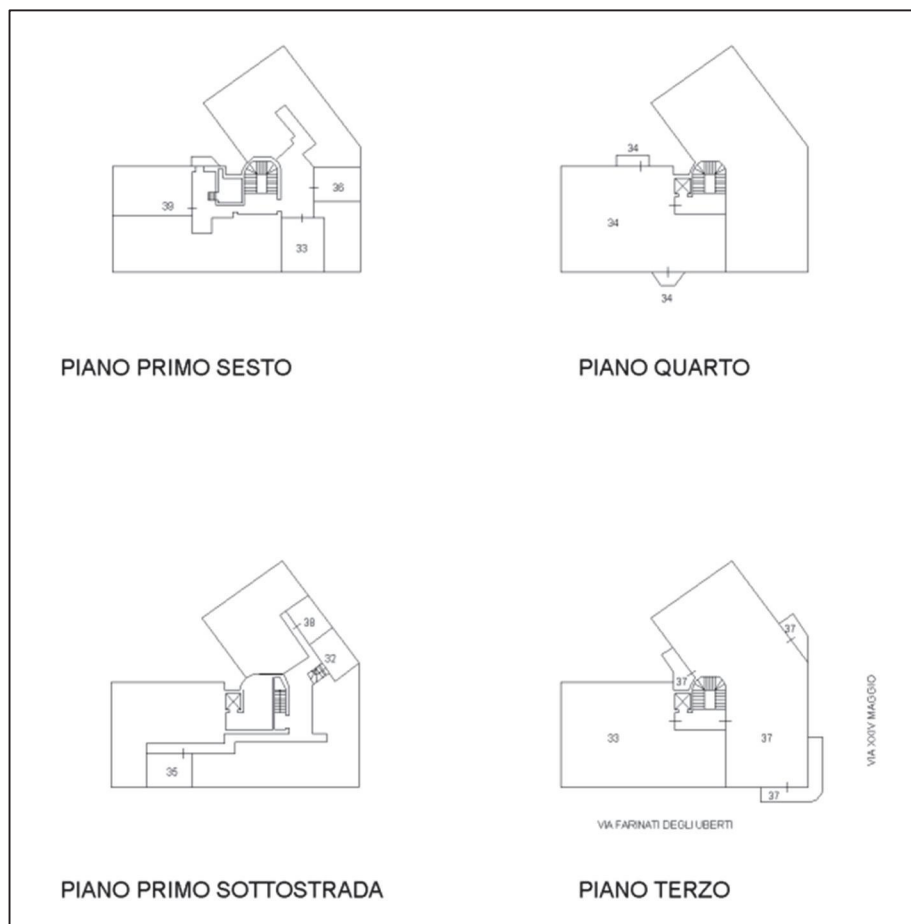 34
36
39
34
33
34
PIANO PRIMO SESTO
PIANO QUARTO
38
37
32
37
33
37
VIA XXIV MAGGIO
35
37
VIA FARINATI DEGLI UBERTI
PIANO PRIMO SOTTOSTRADA
PIANO TERZO